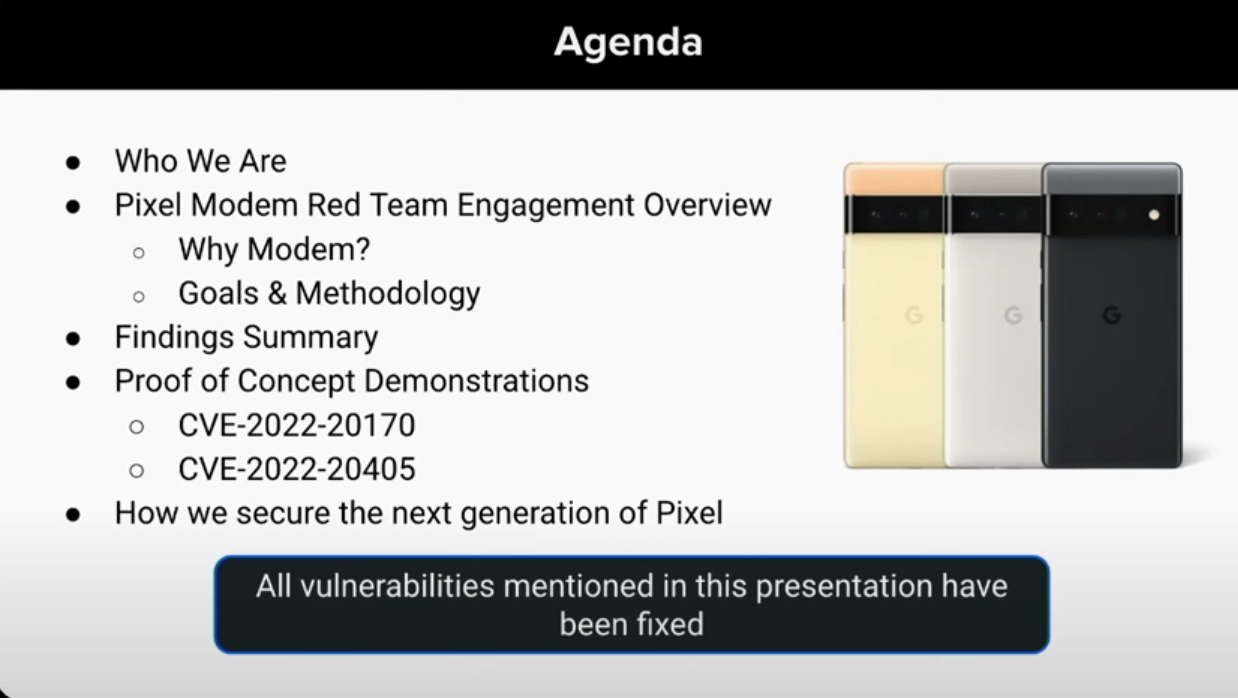 Agenda
● Who We Are
● Pixel Modem Red Team Engagement Overview
○ Why Modem?
○ Goals & Methodology
● Findings Summary
● Proof of Concept Demonstrations
○ CVE-2022-20170
○ CVE-2022-20405
● How we secure the next generation of Pixel
G G G
All vulnerabilities mentioned in this presentation have
been fixed